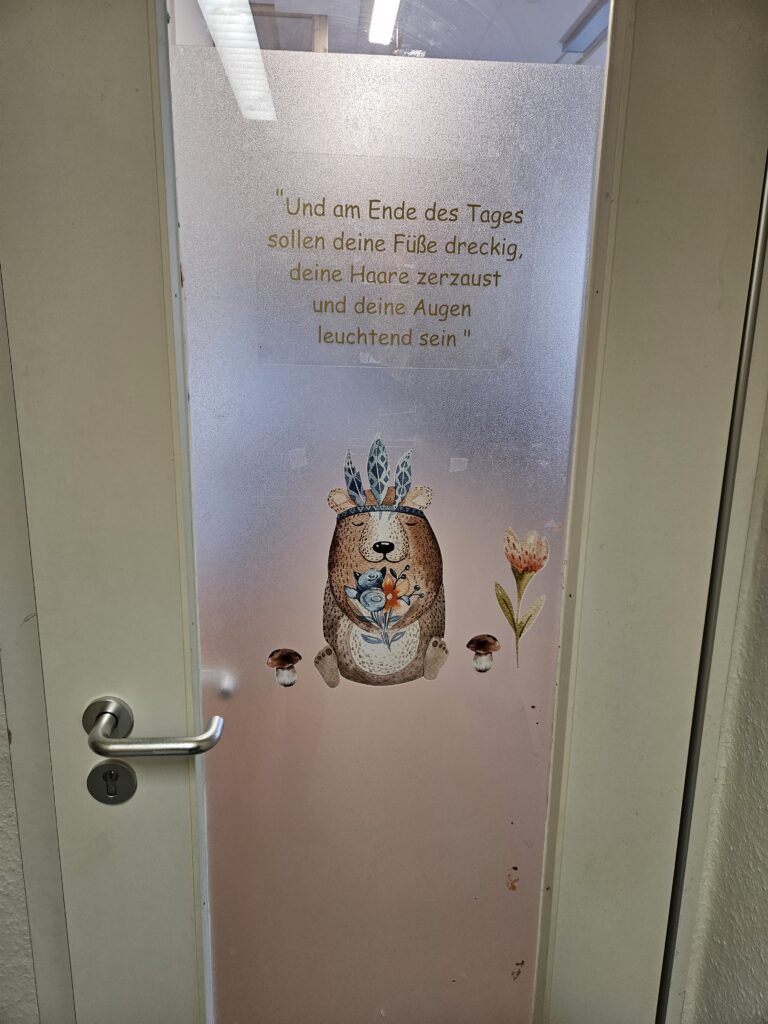 "Und am Ende des Tages
sollen deine Füße dreckig,
deine Haare zerzaust
und deine Augen
leuchtend sein "